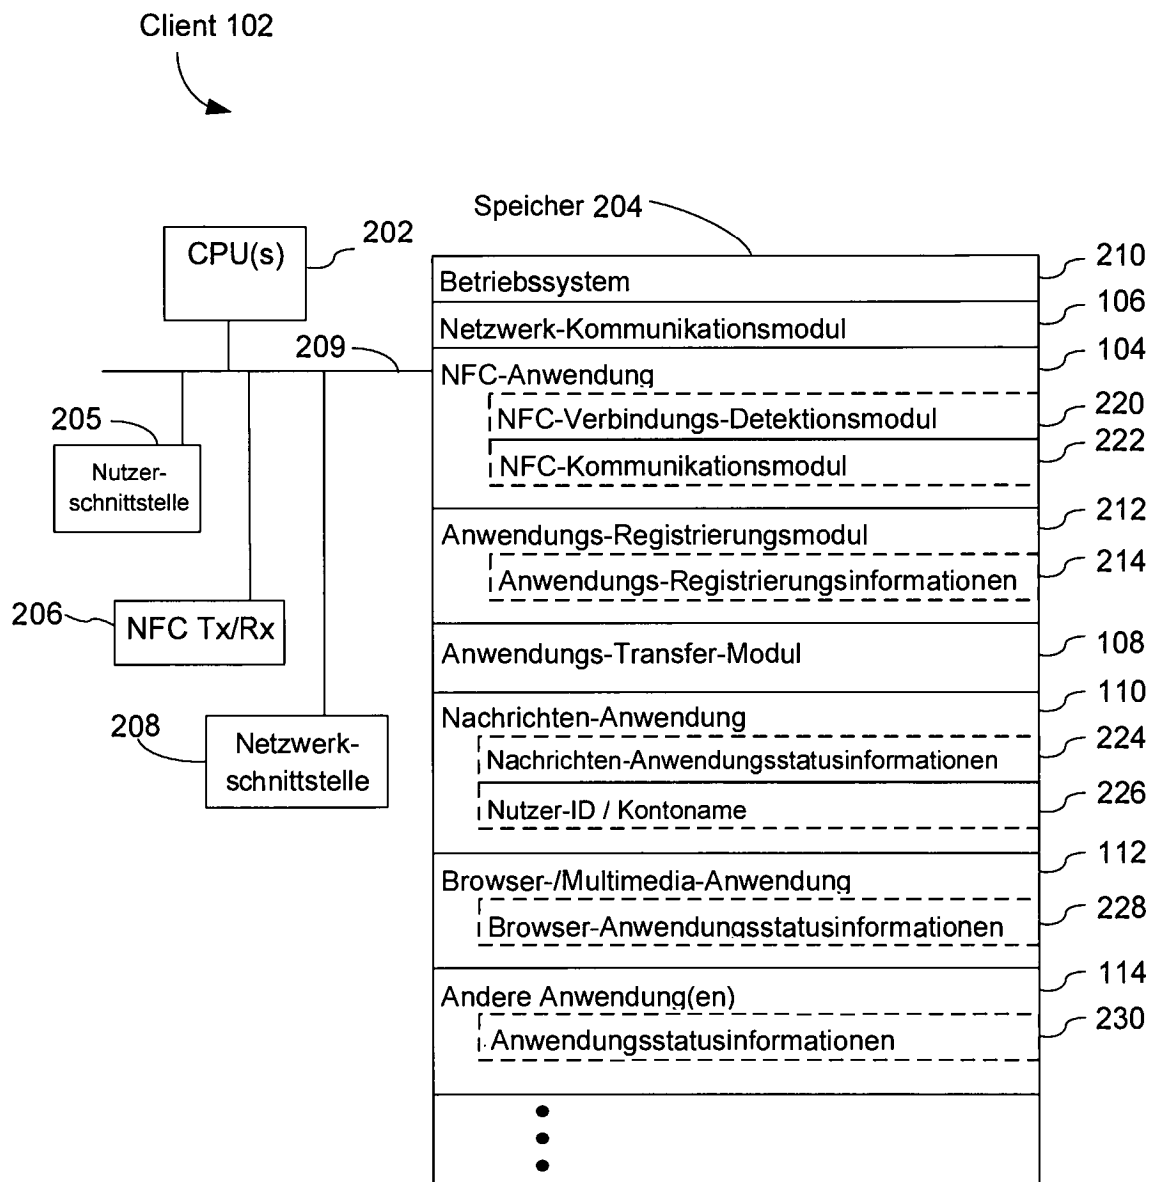 Client 102
Speicher 204
CPU(s)
202
209
205
Nutzer-
schnittstelle
206
NFC Tx/Rx
208
Netzwerk-
schnittstelle
Betriebssystem
210
Netzwerk-Kommunikationsmodul
106
NFC-Anwendung
104
NFC-Verbindungs-Detektionsmodul
220
NFC-Kommunikationsmodul
222
Anwendungs-Registrierungsmodul
212
Anwendungs-Registrierungsinformationen
214
Anwendungs-Transfer-Modul
108
Nachrichten-Anwendung
110
Nachrichten-Anwendungsstatusinformationen
224
Nutzer-ID / Kontoname
226
Browser-/Multimedia-Anwendung
112
Browser-Anwendungsstatusinformationen
228
Andere Anwendung(en)
114
Anwendungsstatusinformationen
230